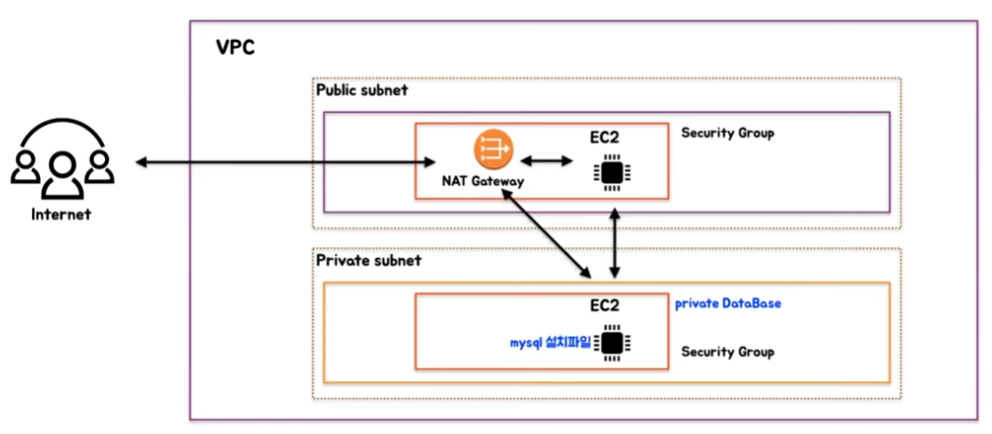 VPC
Public subnet
EC2
Security Group
NAT Gateway
Internet
Private subnet
EC2
private DataBase
mysql 설치파일
Security Group